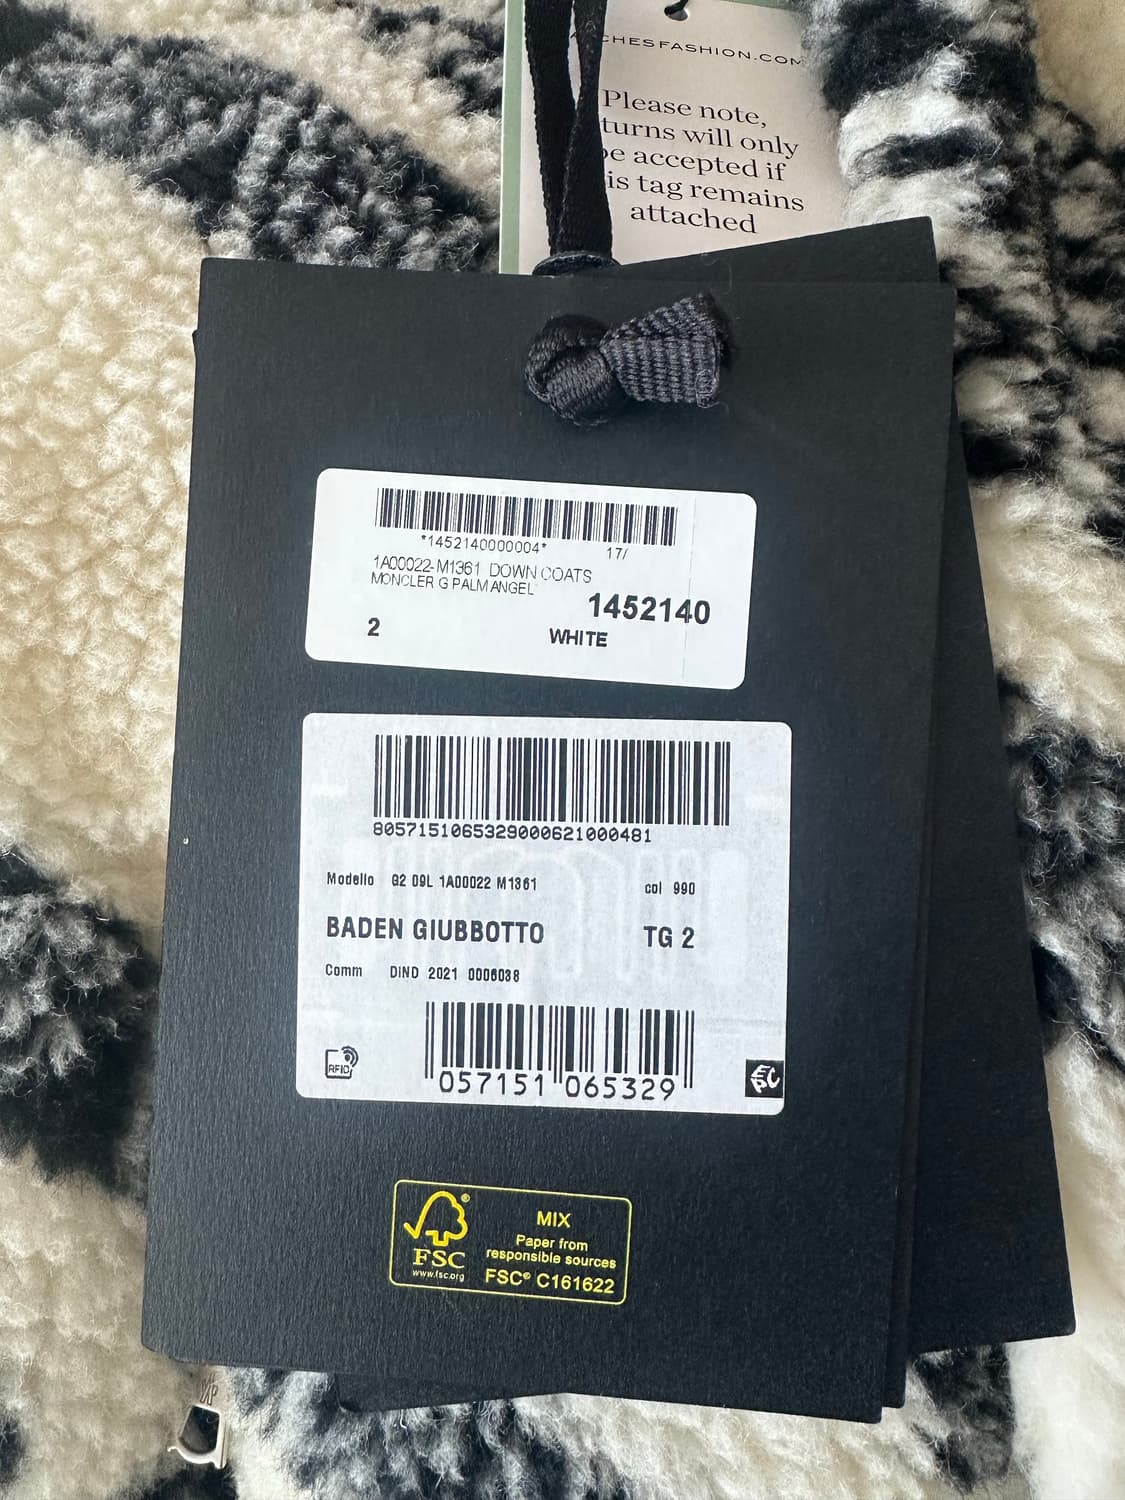 CHESFASHION.COM
Please note,
turns will only
be accepted if
is tag remains
attached
*1452140000004* 17/
1A00022-M1361 DOWN COATS
MONCLER G PALM ANGEL
1452140
2 WHITE
8057151065329000621000481
Modello G2 09L 1A00022 M1361 col 990
BADEN GIUBBOTTO TG 2
Comm DIND 2021 0006038
RFID
057151 065329
EPC
FSC®
www.fsc.org
MIX
Paper from
responsible sources
FSC® C161622